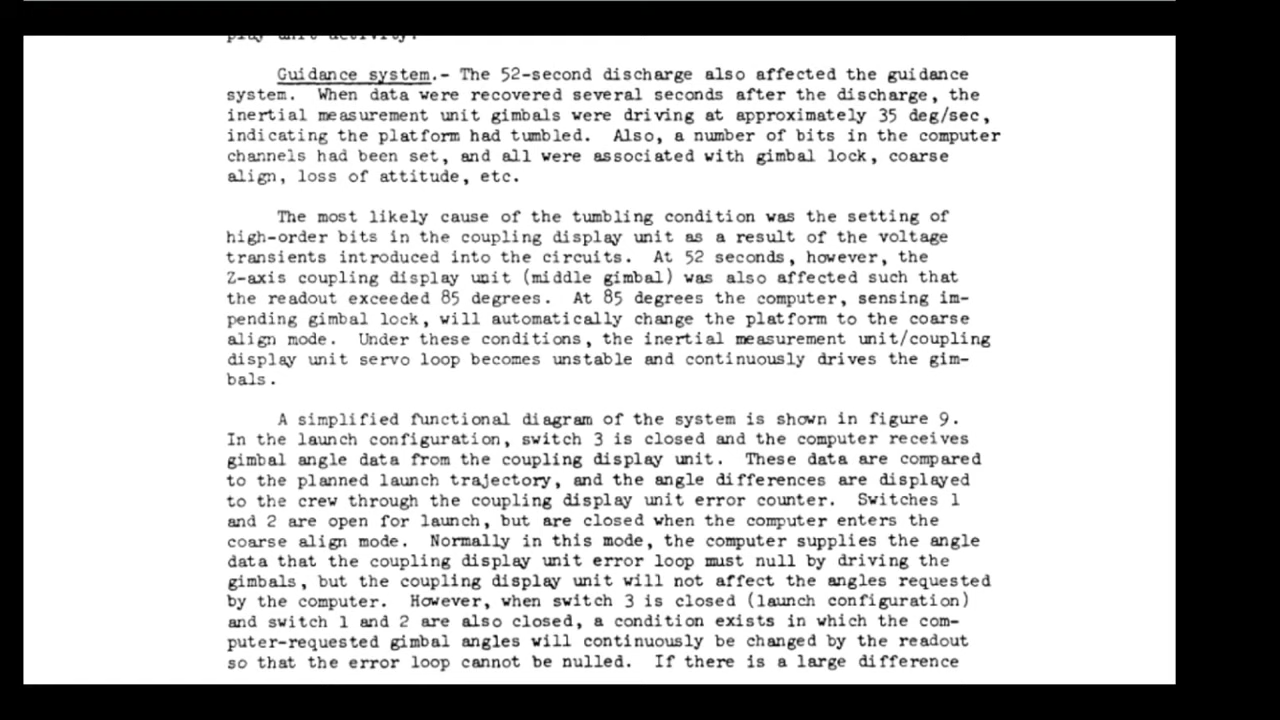 play unit activity.
Guidance system.- The 52-second discharge also affected the guidance
system. When data were recovered several seconds after the discharge, the
inertial measurement unit gimbals were driving at approximately 35 deg/sec,
indicating the platform had tumbled. Also, a number of bits in the computer
channels had been set, and all were associated with gimbal lock, coarse
align, loss of attitude, etc.
The most likely cause of the tumbling condition was the setting of
high-order bits in the coupling display unit as a result of the voltage
transients introduced into the circuits. At 52 seconds, however, the
Z-axis coupling display unit (middle gimbal) was also affected such that
the readout exceeded 85 degrees. At 85 degrees the computer, sensing im-
pending gimbal lock, will automatically change the platform to the coarse
align mode. Under these conditions, the inertial measurement unit/coupling
display unit servo loop becomes unstable and continuously drives the gim-
bals.
A simplified functional diagram of the system is shown in figure 9.
In the launch configuration, switch 3 is closed and the computer receives
gimbal angle data from the coupling display unit. These data are compared
to the planned launch trajectory, and the angle differences are displayed
to the crew through the coupling display unit error counter. Switches 1
and 2 are open for launch, but are closed when the computer enters the
coarse align mode. Normally in this mode, the computer supplies the angle
data that the coupling display unit error loop must null by driving the
gimbals, but the coupling display unit will not affect the angles requested
by the computer. However, when switch 3 is closed (launch configuration)
and switch 1 and 2 are also closed, a condition exists in which the com-
puter-requested gimbal angles will continuously be changed by the readout
so that the error loop cannot be nulled. If there is a large difference